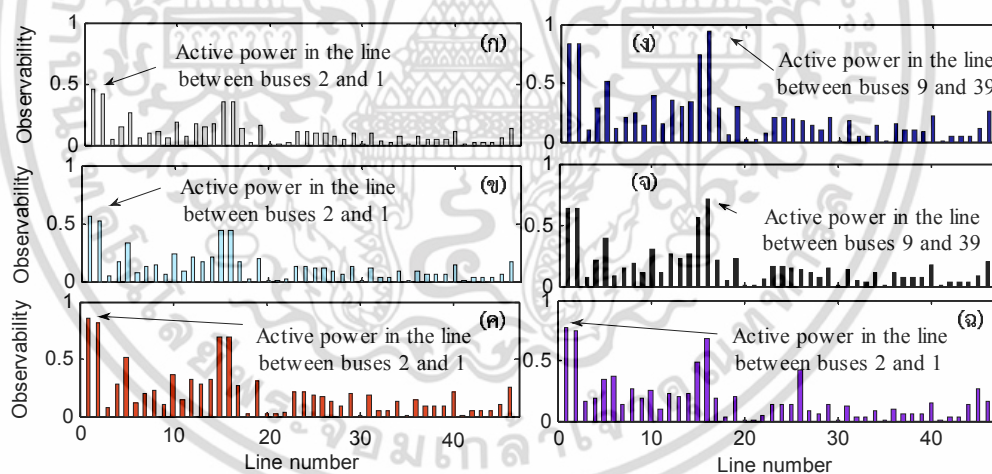 1
0.5
0
Observability
Active power in the line
between buses 2 and 1
(ก)
1
0.5
0
Observability
Active power in the line
between buses 2 and 1
(ข)
1
0.5
0
Observability
Active power in the line
between buses 2 and 1
(ค)
0 10 20 30 40
Line number
1
0.5
0
Active power in the line
between buses 9 and 39
(ง)
1
0.5
0
Active power in the line
between buses 9 and 39
(จ)
1
0.5
0
Active power in the line
between buses 2 and 1
(ฉ)
0 10 20 30 40
Line number